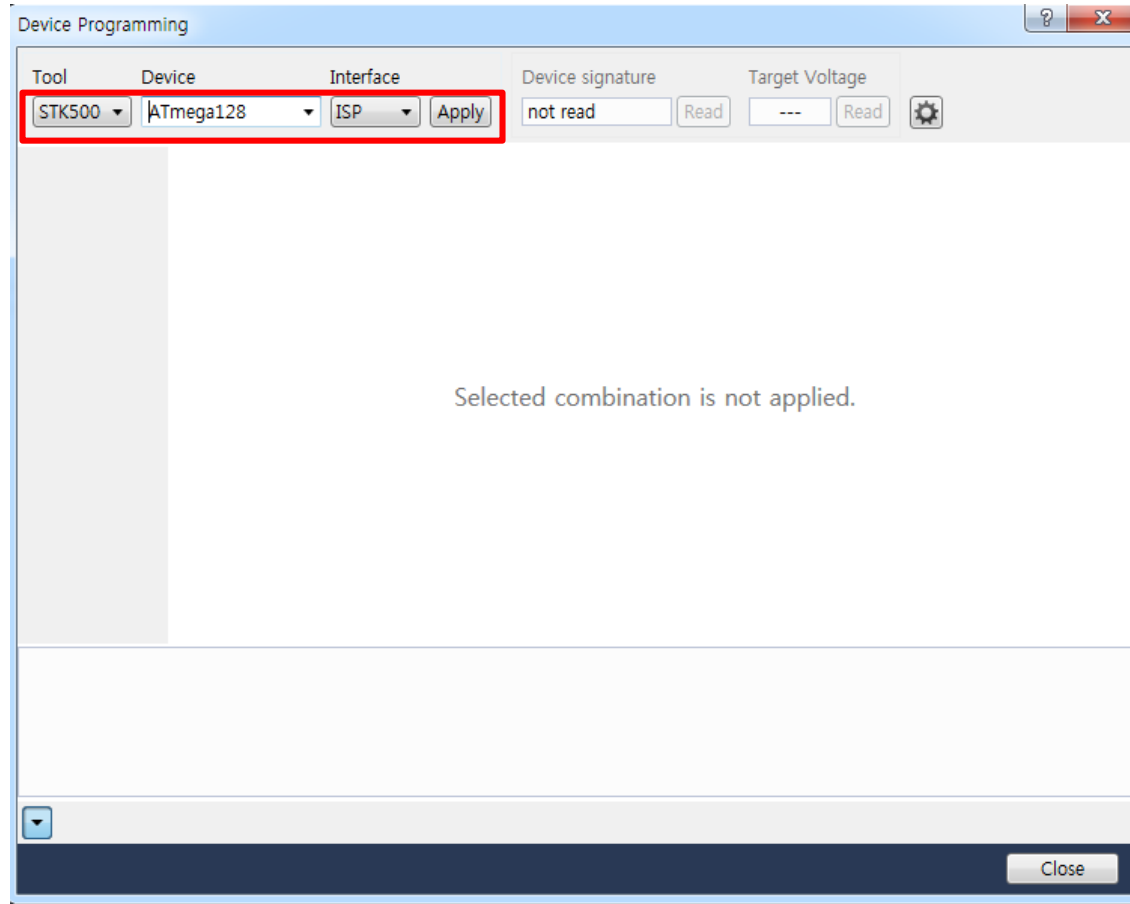 Device Programming
Tool Device Interface Device signature Target Voltage
STK500 ATmega128 ISP Apply not read Read --- Read
Selected combination is not applied.
Close